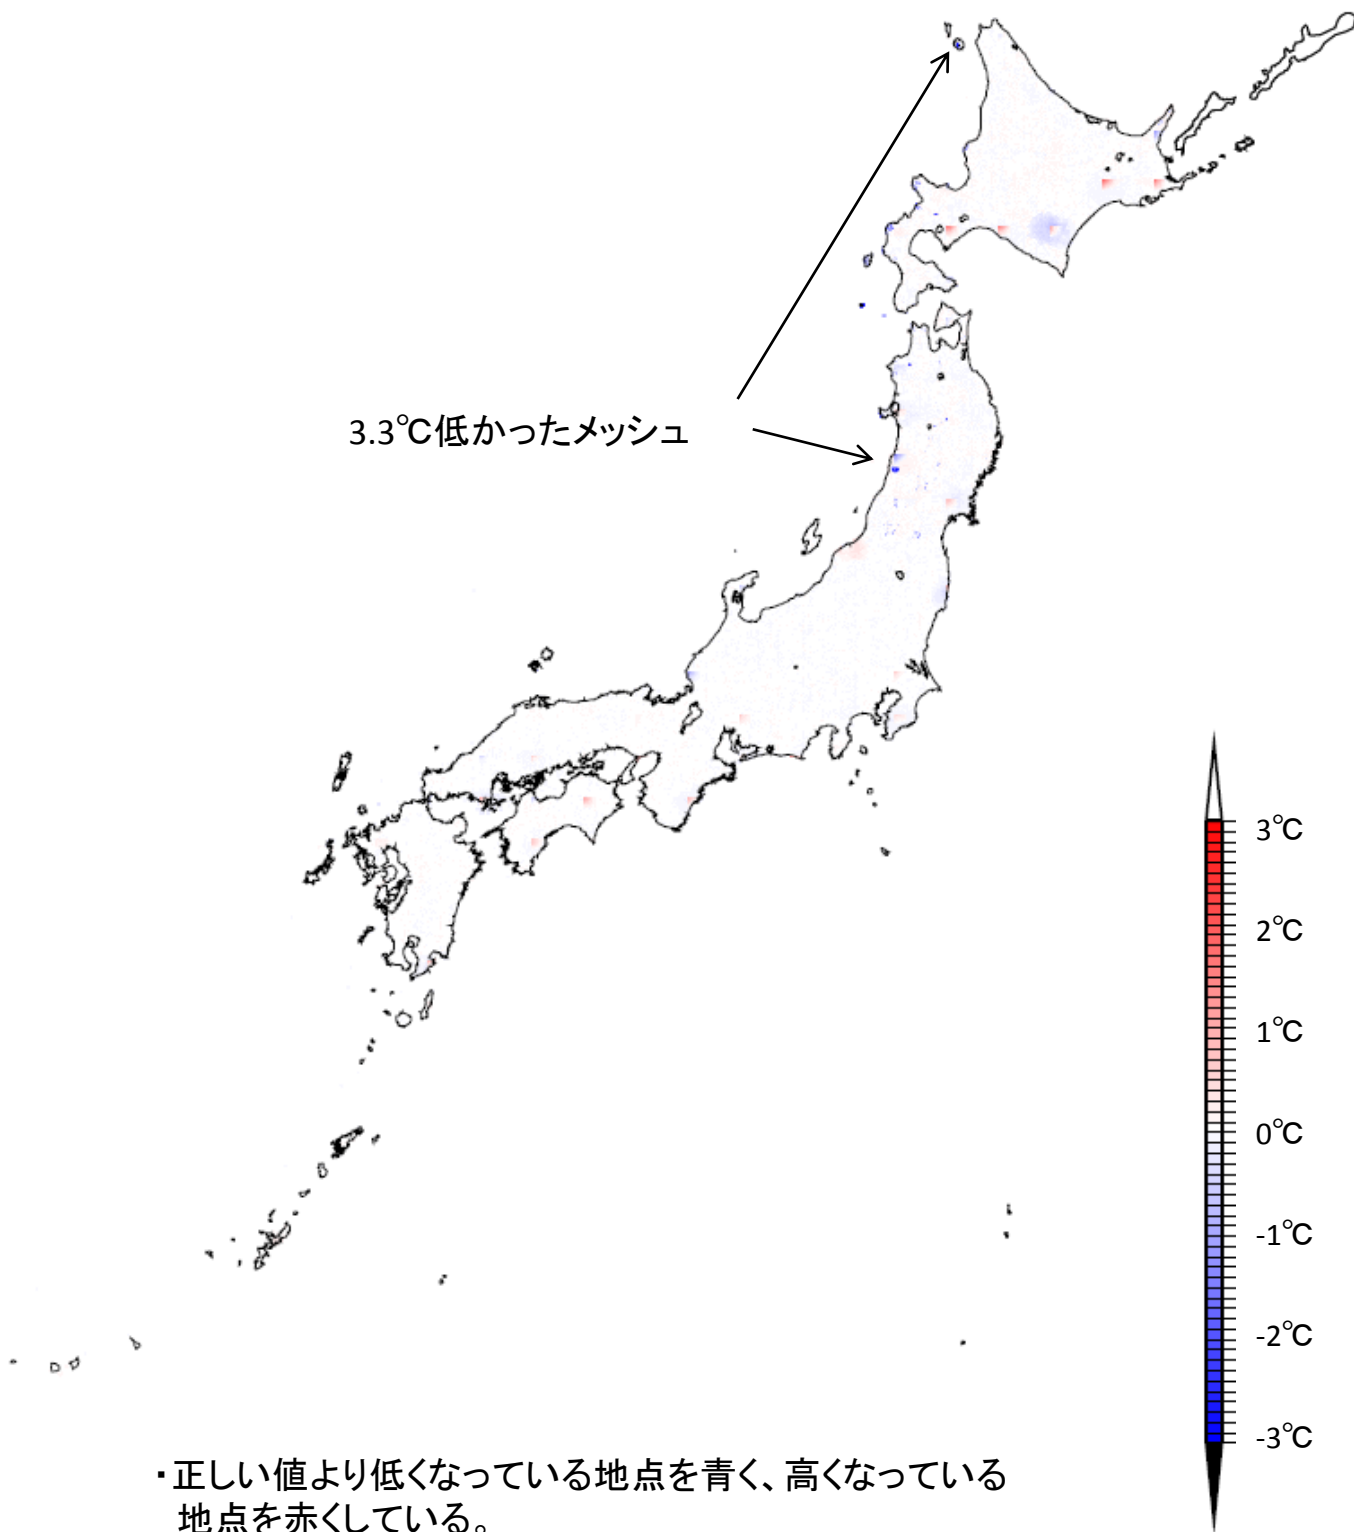 3.3℃低かったメッシュ
3℃
2℃
1℃
0℃
-1℃
-2℃
-3℃
・正しい値より低くなっている地点を青く、高くなっている
地点を赤くしている。